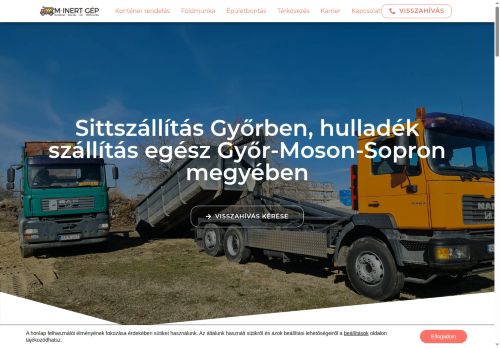 M-INERT GÉP
Konténer rendelés Földmunka Épületbontás Térkövezés Karrier Kapcsolat
VISSZAHÍVÁS
Sittszállítás Győrben, hulladék
szállítás egész Győr-Moson-Sopron
megyében
VISSZAHÍVÁS KÉRÉSE
MAN
A honlap felhasználói élményének fokozása érdekében sütiket használunk. Az általunk használt sütikről és azok beállítási lehetőségeiről a beállítások oldalon
tájékozódhatsz.
Elfogadom